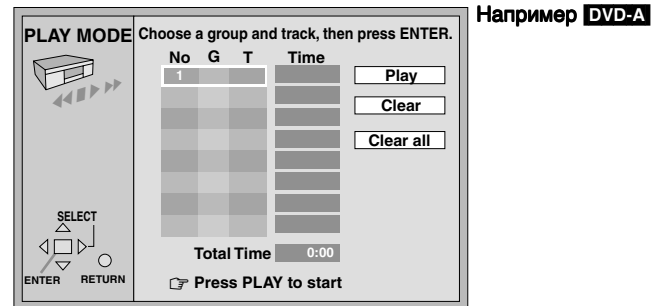 Например DVD-A
PLAY MODE
Choose a group and track, then press ENTER.
No G T Time
1
Play
Clear
Clear all
SELECT
ENTER RETURN
Total Time 0:00
☞ Press PLAY to start